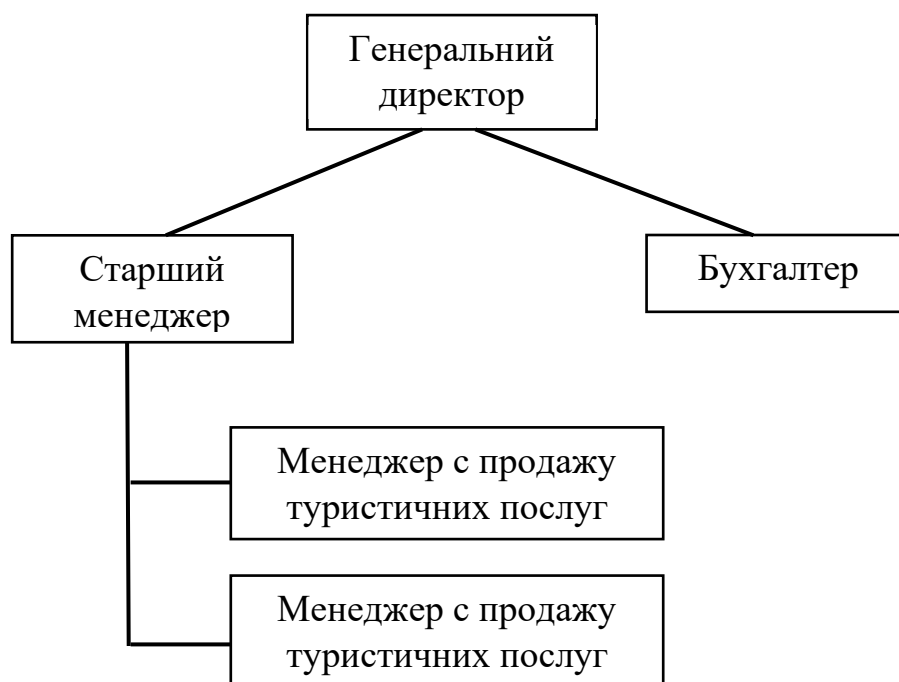 Генеральний
директор
Старший
менеджер
Бухгалтер
Менеджер с продажу
туристичних послуг
Менеджер с продажу
туристичних послуг